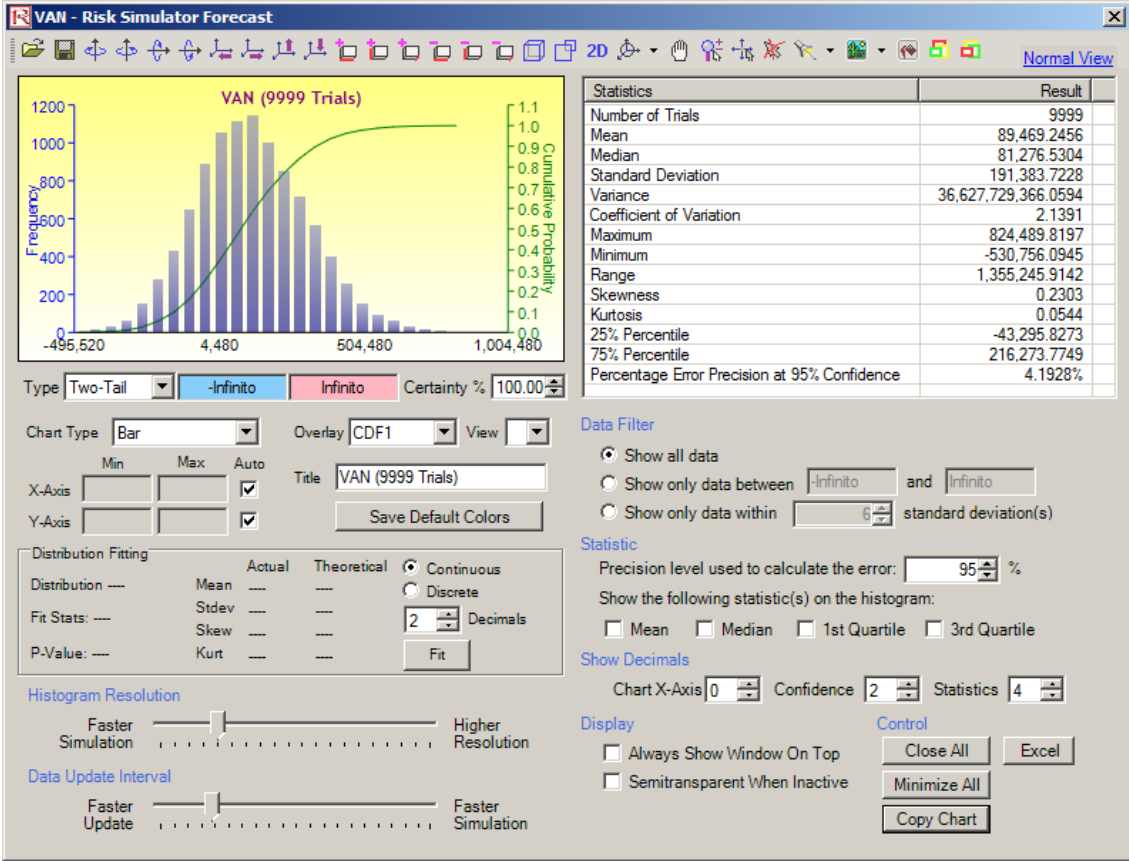 VAN - Risk Simulator Forecast
2D
Normal View
VAN (9999 Trials)
1200
1000
800
600
400
200
0
Frequency
1.1
1.0
0.9
0.8
0.7
0.6
0.5
0.4
0.3
0.2
0.1
0.0
Cumulative Probability
-495,520 4,480 504,480 1,004,480
Statistics Result
Number of Trials 9999
Mean 89,469.2456
Median 81,276.5304
Standard Deviation 191,383.7228
Variance 36,627,729,366.0594
Coefficient of Variation 2.1391
Maximum 824,489.8197
Minimum -530,756.0945
Range 1,355,245.9142
Skewness 0.2303
Kurtosis 0.0544
25% Percentile -43,295.8273
75% Percentile 216,273.7749
Percentage Error Precision at 95% Confidence 4.1928%
Type Two-Tail -Infinito Infinito Certainty % 100.00
Chart Type Bar Overlay CDF1 View
Min Max Auto
X-Axis
Y-Axis
Title VAN (9999 Trials)
Save Default Colors
Distribution Fitting
Actual Theoretical Continuous
Distribution ---- Mean ---- ---- Discrete
Fit Stats: ---- Stdev ---- ---- 2 Decimals
Skew ---- ----
P-Value: ---- Kurt ---- ---- Fit
Histogram Resolution
Faster Simulation
Higher Resolution
Data Update Interval
Faster Update
Faster Simulation
Data Filter
Show all data
Show only data between -Infinito and Infinito
Show only data within 6 standard deviation(s)
Statistic
Precision level used to calculate the error: 95 %
Show the following statistic(s) on the histogram:
Mean Median 1st Quartile 3rd Quartile
Show Decimals
Chart X-Axis 0 Confidence 2 Statistics 4
Display Control
Always Show Window On Top Close All Excel
Semitransparent When Inactive Minimize All
Copy Chart